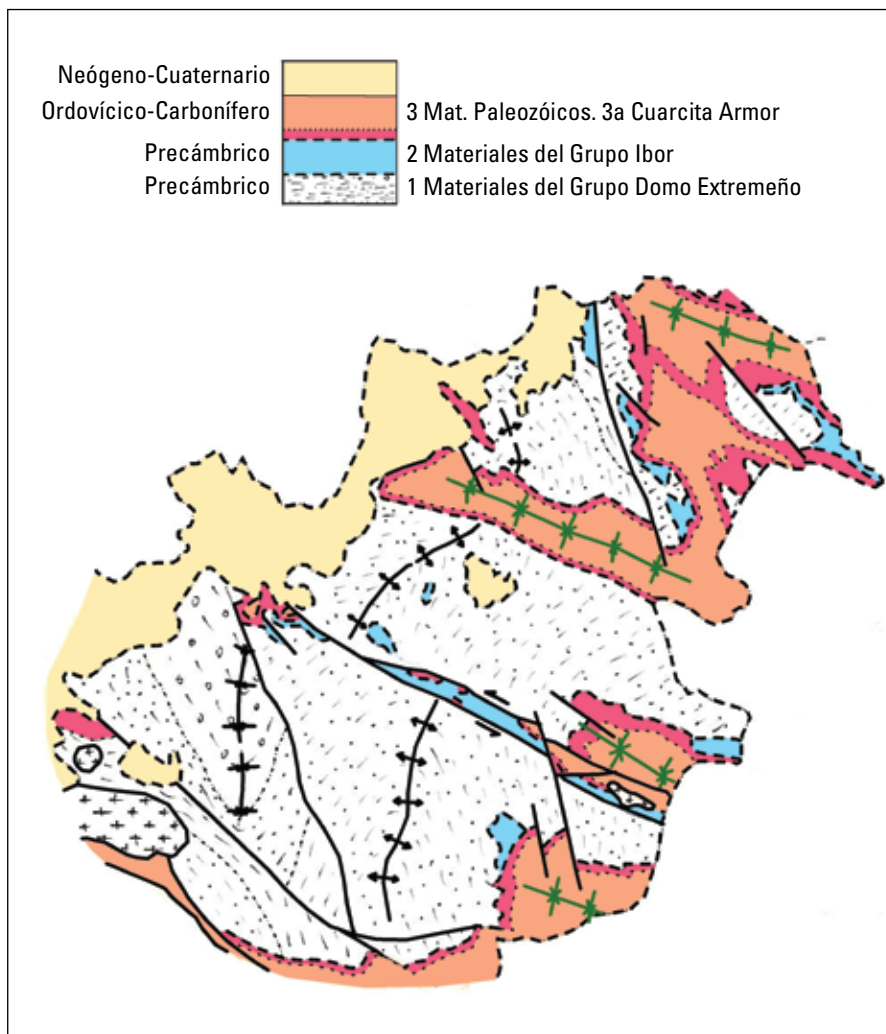 Neógeno-Cuaternario
Ordovícico-Carbonífero 3 Mat. Paleozóicos. 3a Cuarcita Armor
Precámbrico 2 Materiales del Grupo Ibor
Precámbrico 1 Materiales del Grupo Domo Extremeño